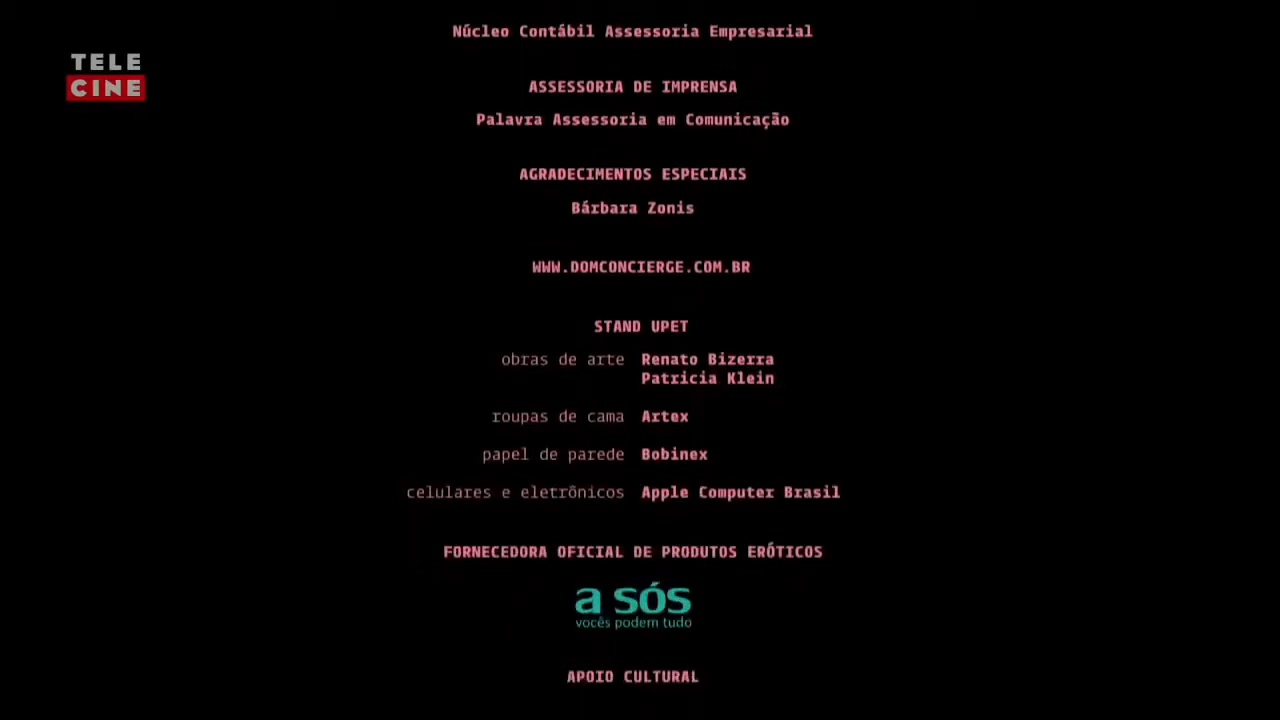 TELE
CINE
Núcleo Contábil Assessoria Empresarial
ASSESSORIA DE IMPRENSA
Palavra Assessoria em Comunicação
AGRADECIMENTOS ESPECIAIS
Bárbara Zonis
WWW.DOMCONCIERGE.COM.BR
STAND UPET
obras de arte Renato Bizerra
Patricia Klein
roupas de cama Artex
papel de parede Bobinex
celulares e eletrônicos Apple Computer Brasil
FORNECEDORA OFICIAL DE PRODUTOS ERÓTICOS
a sós
vocês podem tudo
APOIO CULTURAL